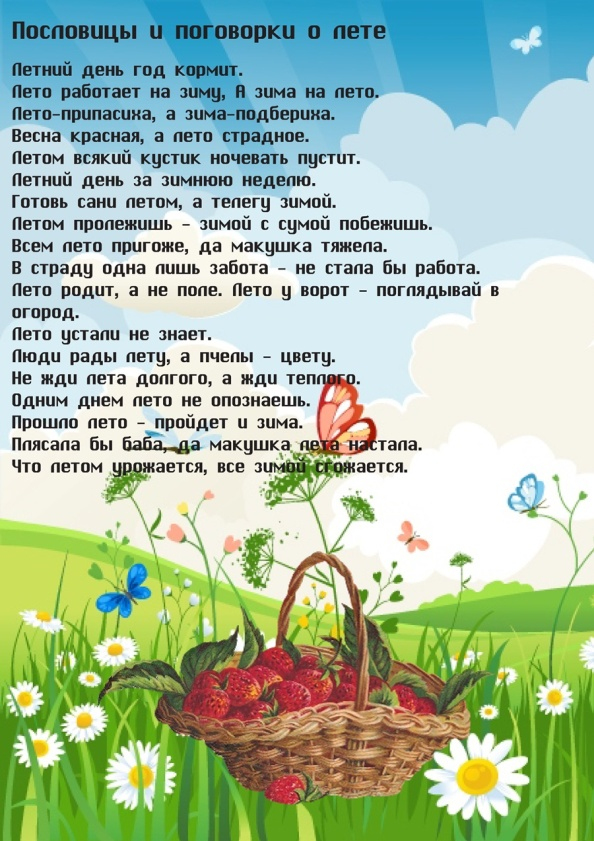 Пословицы и поговорки о лете
Летний день год кормит.
Лето работает на зиму, А зима на лето.
Лето-припасиха, а зима-подбериха.
Весна красная, а лето страдное.
Летом всякий кустик ночевать пустит.
Летний день за зимнюю неделю.
Готовь сани летом, а телегу зимой.
Летом пролежишь - зимой с сумой побежишь.
Всем лето пригоже, да макушка тяжела.
В страду одна лишь забота - не стала бы работа.
Лето родит, а не поле. Лето у ворот - поглядывай в
огород.
Лето устали не знает.
Люди рады лету, а пчелы - цвету.
Не жди лета долгого, а жди теплого.
Одним днем лето не опознаешь.
Прошло лето - пройдет и зима.
Плясала бы баба, да макушка лета настала.
Что летом урожается, все зимой сгожается.